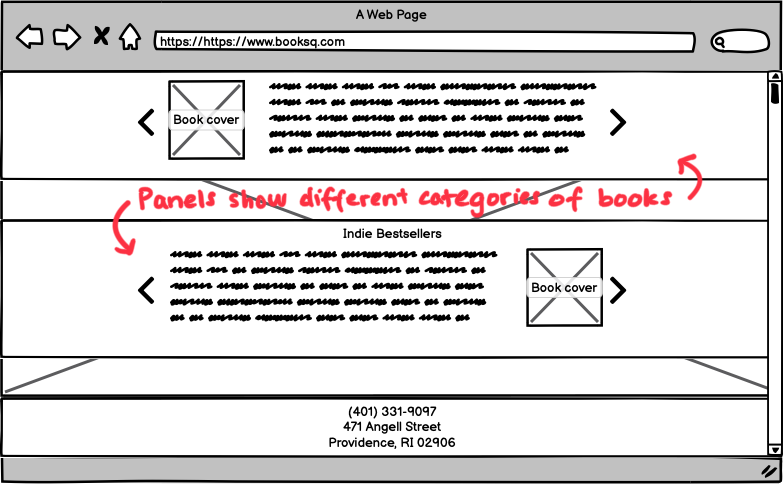 A Web Page
https://https://www.booksq.com
Book cover
Panels show different categories of books
Indie Bestsellers
Book cover
(401) 331-9097
471 Angell Street
Providence, RI 02906